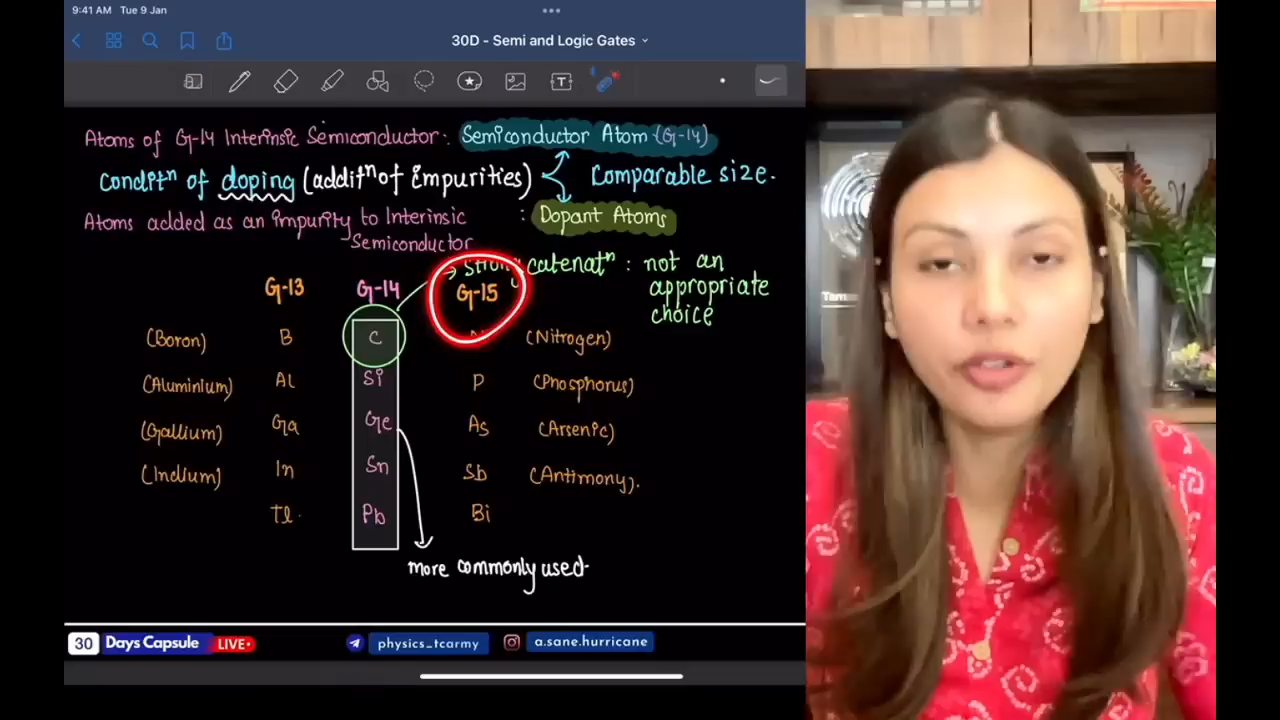 9:41 AM Tue 9 Jan
30D - Semi and Logic Gates
T
Atoms of G-14 Interinsic Semiconductor : Semiconductor Atom (G-14)
Conditⁿ of doping (additⁿ of impurities) Comparable size.
Atoms added as an impurity to Interinsic Semiconductor : Dopant Atoms
→ Strong catenatⁿ : not an
appropriate
choice
G-13 G-14 G-15
(Boron) B C (Nitrogen)
(Aluminium) Al Si P (Phosphorus)
(Gallium) Ga Ge As (Arsenic)
(Indium) In Sn Sb (Antimony).
Tl Pb Bi
more commonly used
30 Days Capsule LIVE physics_tcarmy a.sane.hurricane